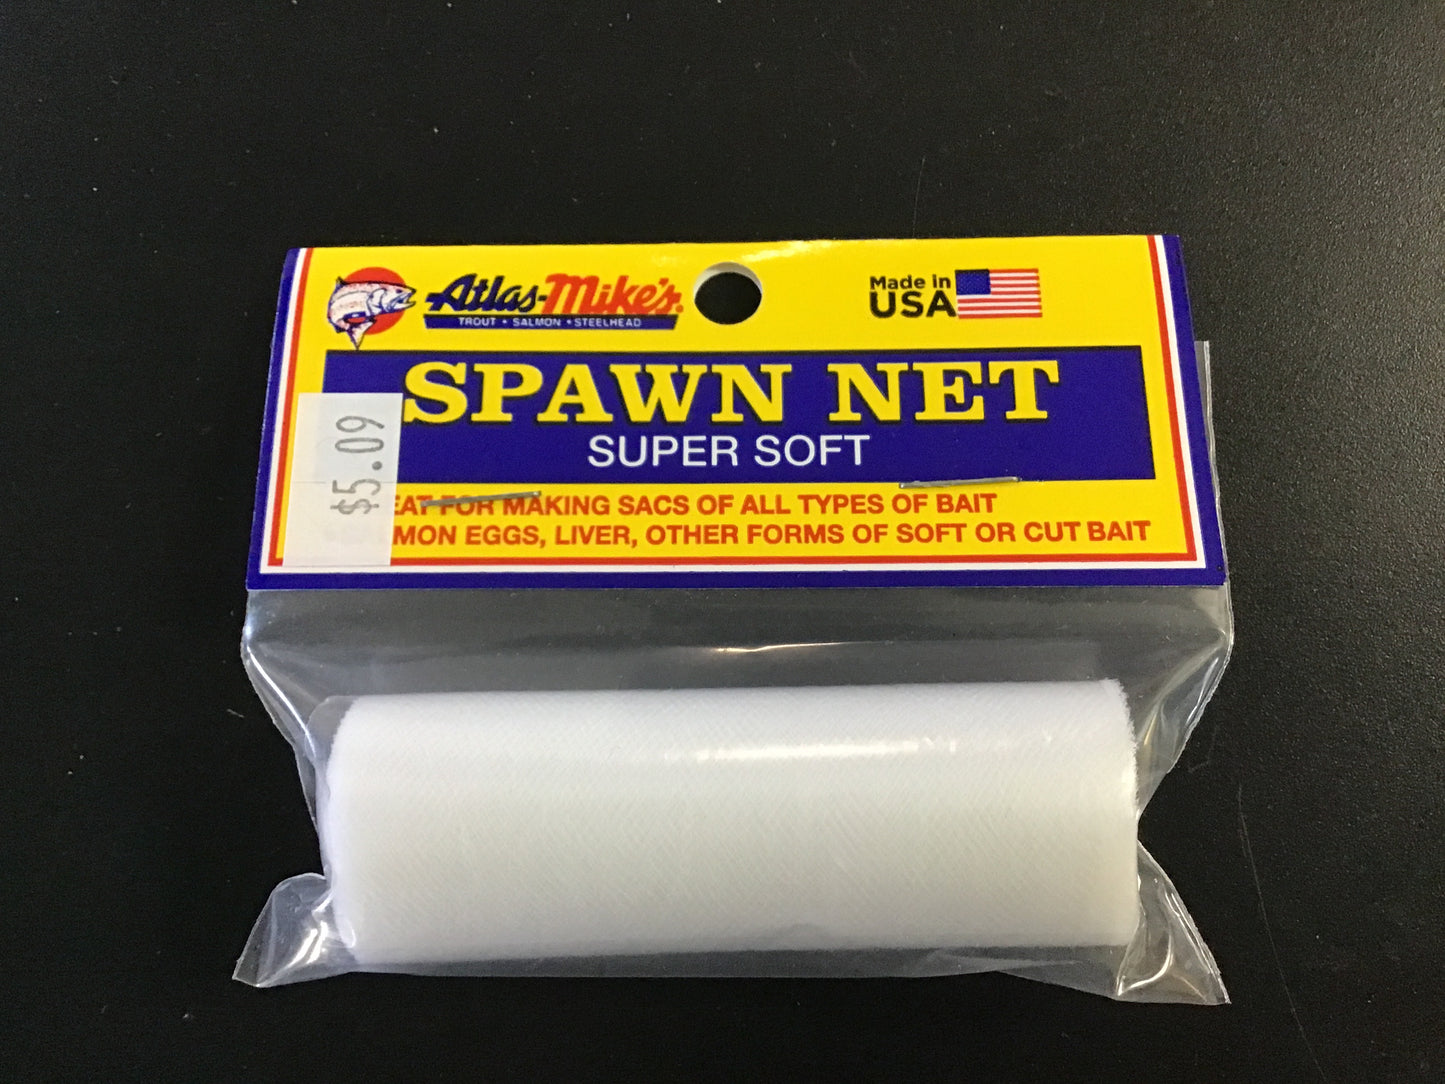 Atlas-Mike's.
TROUT • SALMON • STEELHEAD
Made in
USA
SPAWN NET
SUPER SOFT
$5.09
FOR MAKING SACS OF ALL TYPES OF BAIT
EGGS, LIVER, OTHER FORMS OF SOFT OR CUT BAIT